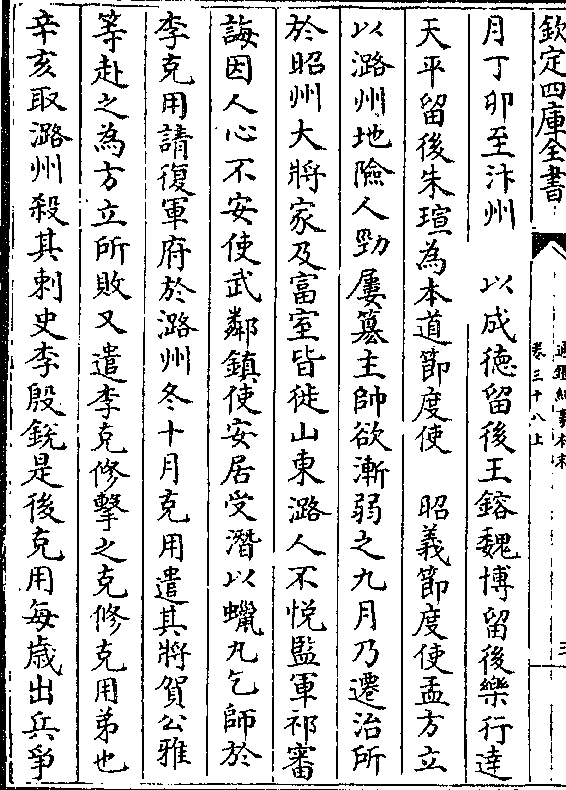 欽定四庫全書
通鑑紀事本末
卷三十八上
三
月丁卯至汴州　以成德留後王鎔魏博留後樂行達
天平留後朱瑄為本道節度使　昭義節度使孟方立
以潞州地險人勁屢簒主帥欲漸弱之九月乃遷治所
於昭州大將家及富室皆徙山東潞人不悅監軍祁審
誨因人心不安使武鄰鎮使安居受潛以蠟丸乞師於
李克用請復軍府於潞州冬十月克用遣其將賀公雅
等赴之為方立所敗又遣李克修擊之克修克用弟也
辛亥取潞州殺其刺史李殷銳是後克用每歲出兵爭